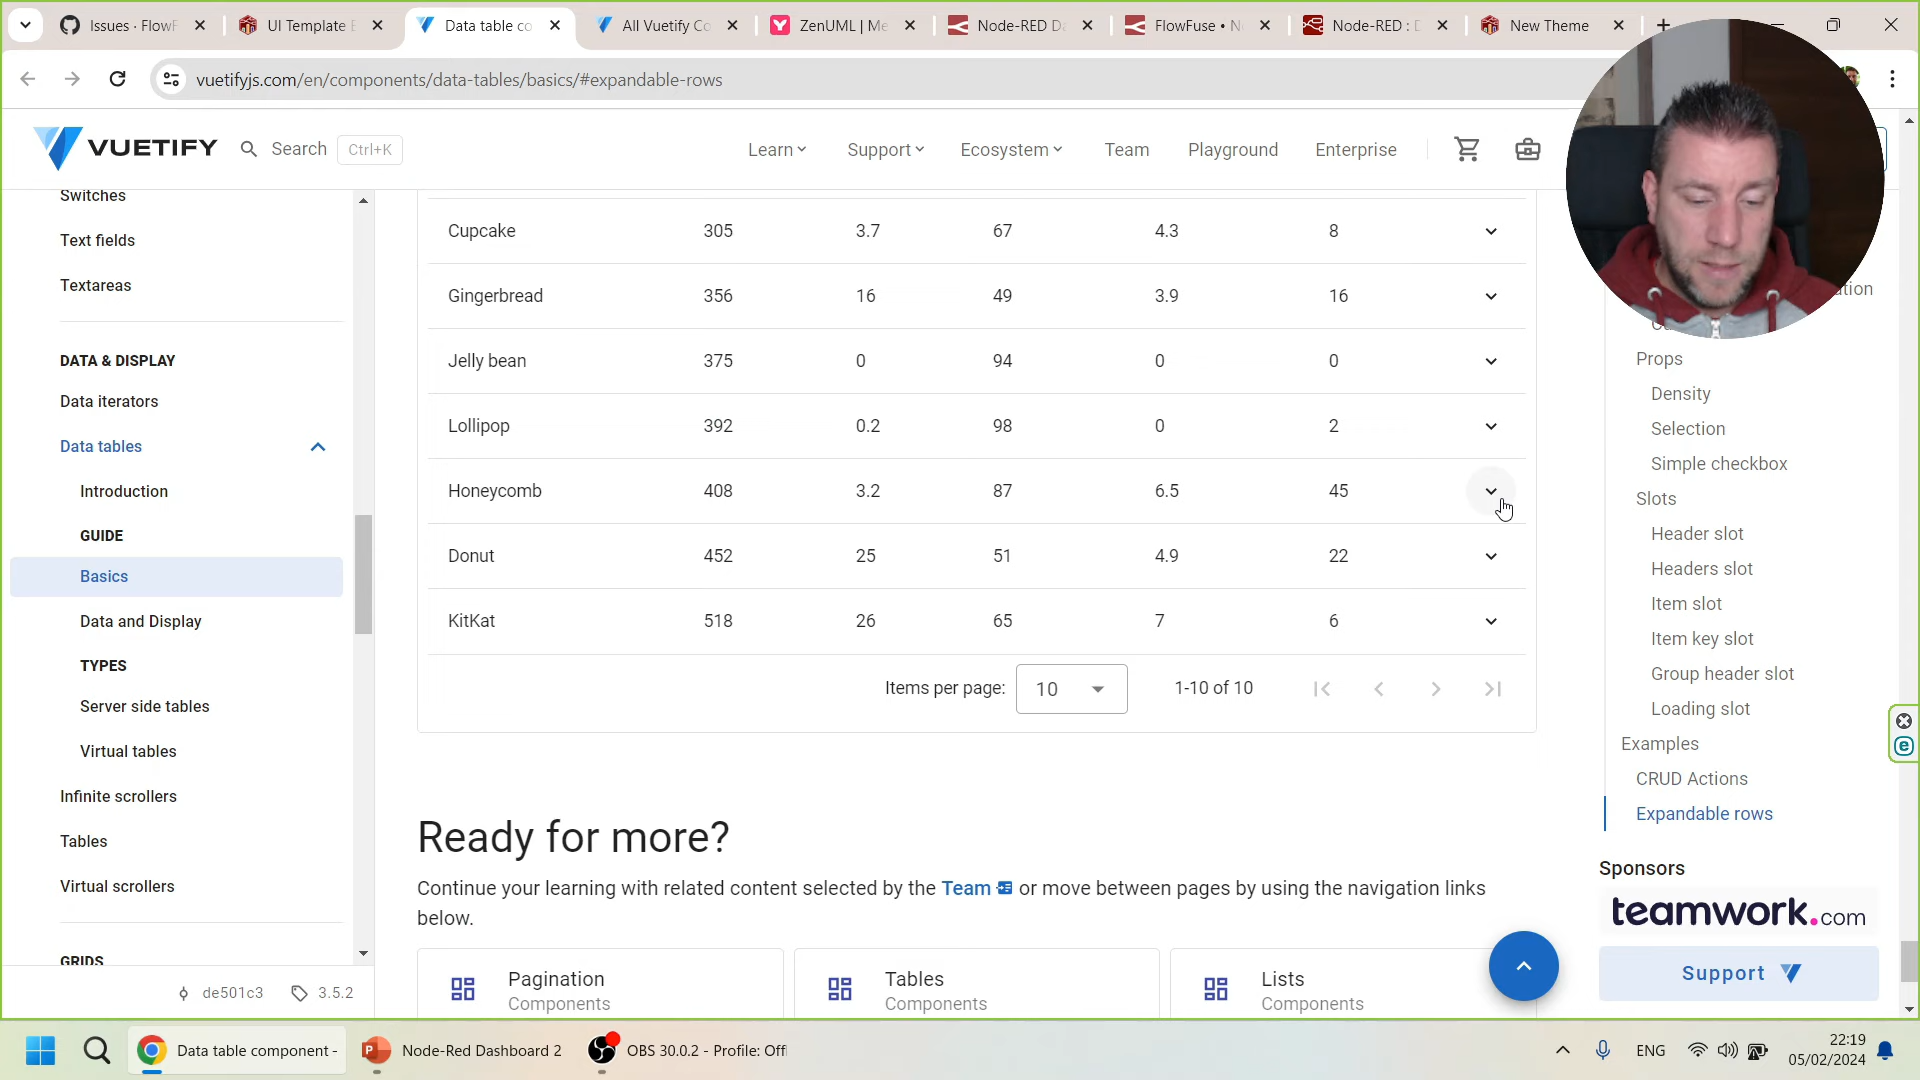 Issues · FlowF
UI Template E
Data table co
All Vuetify Co
ZenUML | Me
Node-RED Da
FlowFuse • N
Node-RED : D
New Theme
vuetifyjs.com/en/components/data-tables/basics/#expandable-rows
VUETIFY
Search
Ctrl+K
Learn
Support
Ecosystem
Team
Playground
Enterprise
Switches
Text fields
Textareas
DATA & DISPLAY
Data iterators
Data tables
Introduction
GUIDE
Basics
Data and Display
TYPES
Server side tables
Virtual tables
Infinite scrollers
Tables
Virtual scrollers
GRIDS
de501c3
3.5.2
Cupcake 305 3.7 67 4.3 8
Gingerbread 356 16 49 3.9 16
Jelly bean 375 0 94 0 0
Lollipop 392 0.2 98 0 2
Honeycomb 408 3.2 87 6.5 45
Donut 452 25 51 4.9 22
KitKat 518 26 65 7 6
Items per page: 10 1-10 of 10
Ready for more?
Continue your learning with related content selected by the Team or move between pages by using the navigation links
below.
Pagination
Components
Tables
Components
Lists
Components
Props
Density
Selection
Simple checkbox
Slots
Header slot
Headers slot
Item slot
Item key slot
Group header slot
Loading slot
Examples
CRUD Actions
Expandable rows
Sponsors
teamwork.com
Support
Data table component -
Node-Red Dashboard 2
OBS 30.0.2 - Profile: Offi
ENG
22:19
05/02/2024